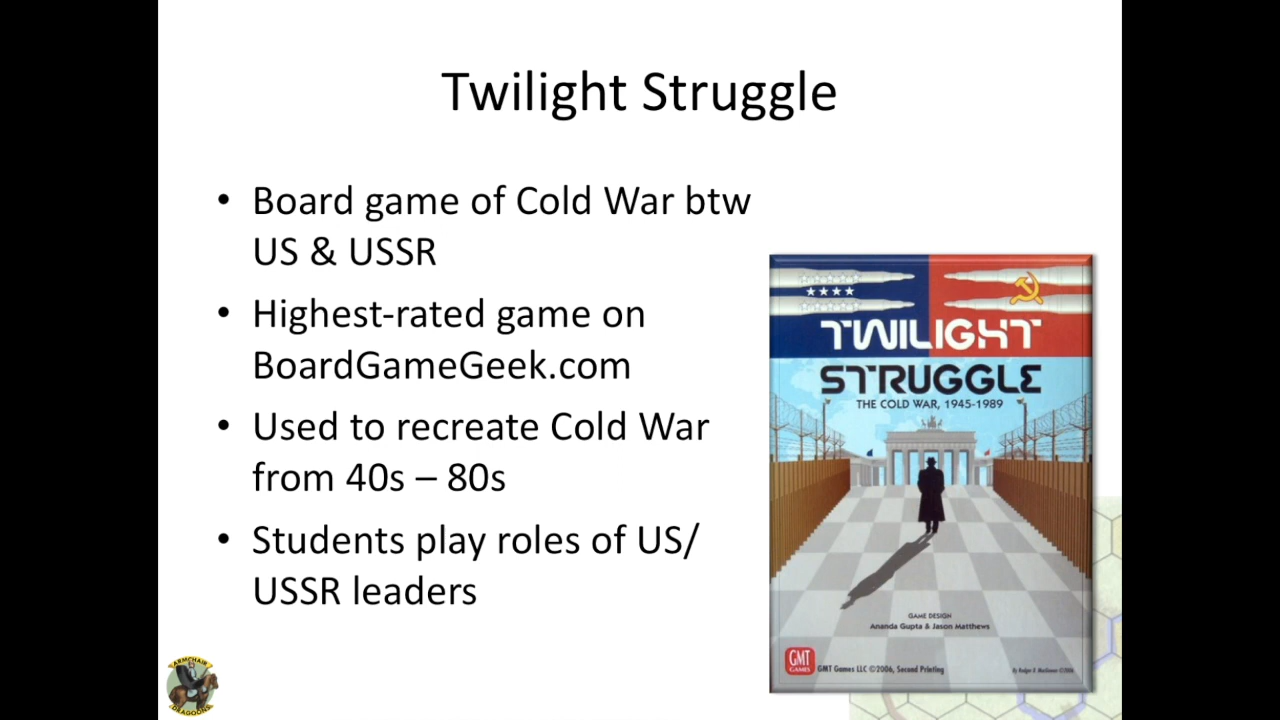 Twilight Struggle
• Board game of Cold War btw
US & USSR
• Highest-rated game on
BoardGameGeek.com
• Used to recreate Cold War
from 40s – 80s
• Students play roles of US/
USSR leaders
TWILIGHT
STRUGGLE
THE COLD WAR, 1945-1989
GAME DESIGN
Ananda Gupta & Jason Matthews
GMT
GAMES
GMT Games LLC ©2006, Second Printing
ARMCHAIR
DRAGOONS